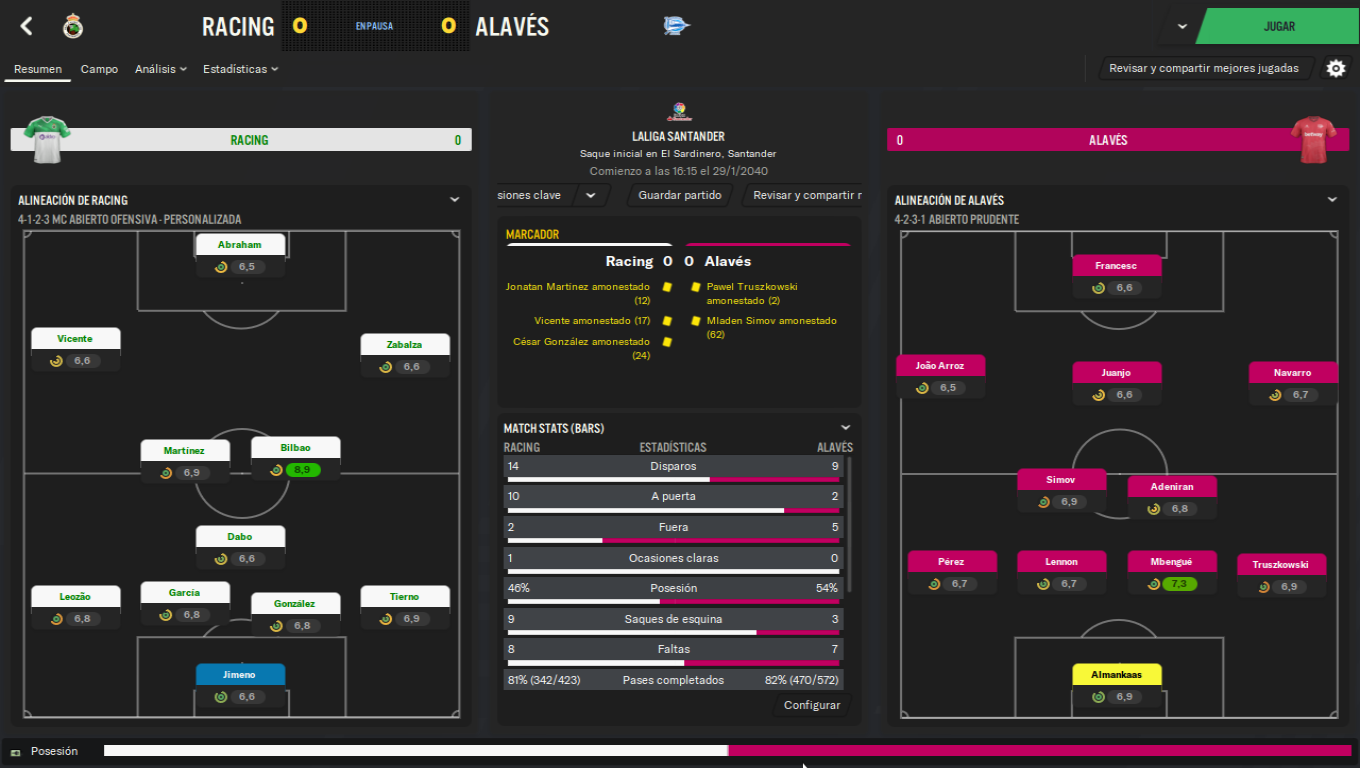 RACING 0 EN PAUSA 0 ALAVÉS
JUGAR
Resumen Campo Análisis Estadísticas
Revisar y compartir mejores jugadas
RACING 0
LALIGA SANTANDER
Saque inicial en El Sardinero, Santander
Comienzo a las 16:15 el 29/1/2040
0 ALAVÉS
betway
siones clave Guardar partido Revisar y compartir r
ALINEACIÓN DE RACING
4-1-2-3 MC ABIERTO OFENSIVA - PERSONALIZADA
Abraham
6,5
Vicente
6,6
Zabalza
6,6
Martínez
6,9
Bilbao
8,9
Dabo
6,6
Leozão
6,8
García
6,8
González
6,8
Tierno
6,9
Jimeno
6,6
MARCADOR
Racing 0 0 Alavés
Jonatan Martínez amonestado
(12)
Vicente amonestado (17)
César González amonestado
(24)
Pawel Truszkowski
amonestado (2)
Mladen Simov amonestado
(62)
MATCH STATS (BARS)
RACING ESTADÍSTICAS ALAVÉS
14 Disparos 9
10 A puerta 2
2 Fuera 5
1 Ocasiones claras 0
46% Posesión 54%
9 Saques de esquina 3
8 Faltas 7
81% (342/423) Pases completados 82% (470/572)
Configurar
ALINEACIÓN DE ALAVÉS
4-2-3-1 ABIERTO PRUDENTE
Francesc
6,6
João Arroz
6,5
Juanjo
6,6
Navarro
6,7
Simov
6,9
Adeniran
6,8
Pérez
6,7
Lennon
6,7
Mbengué
7,3
Truszkowski
6,9
Almankaas
6,9
Posesión